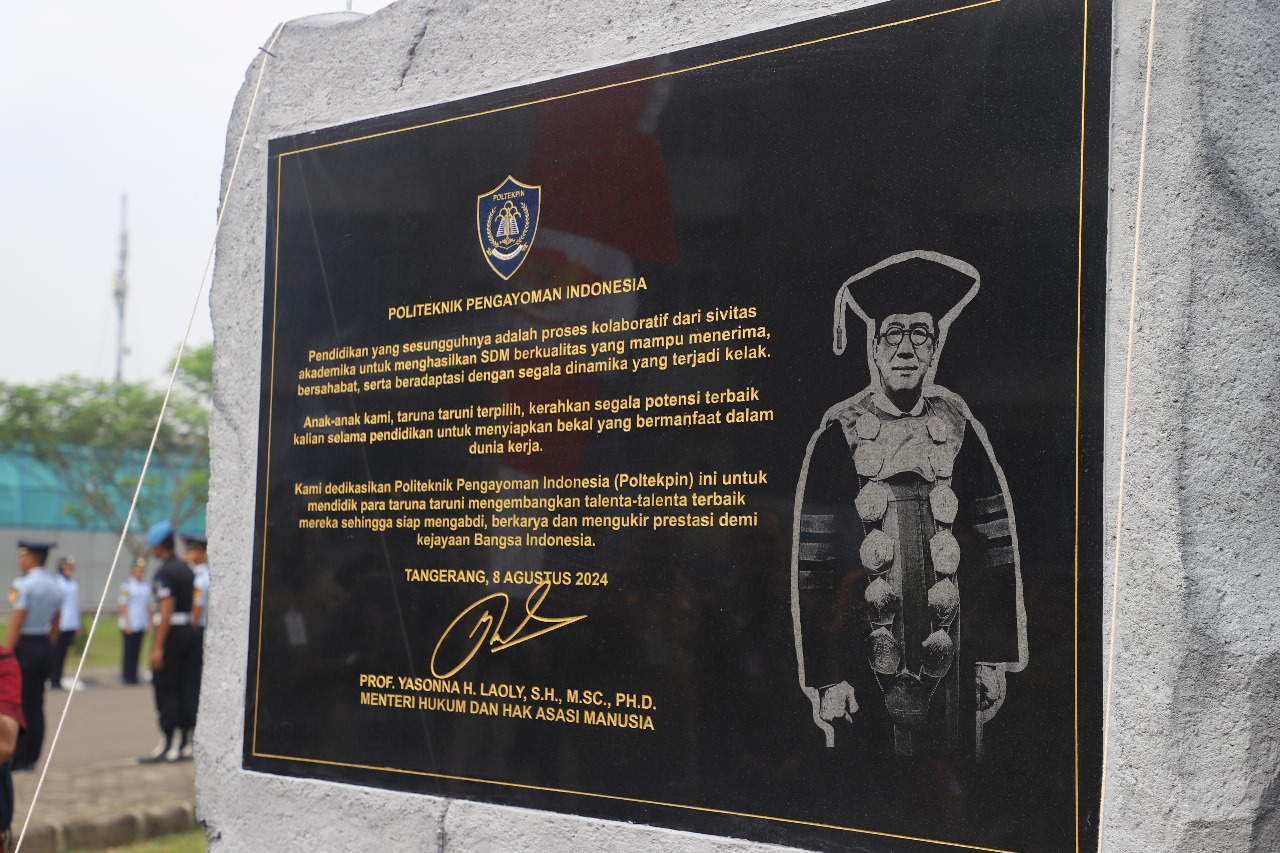 POLTEKPIN
POLITEKNIK PENGAYOMAN INDONESIA
Pendidikan yang sesungguhnya adalah proses kolaboratif dari sivitas
akademika untuk menghasilkan SDM berkualitas yang mampu menerima,
bersahabat, serta beradaptasi dengan segala dinamika yang terjadi kelak.
Anak-anak kami, taruna taruni terpilih, kerahkan segala potensi terbaik
kalian selama pendidikan untuk menyiapkan bekal yang bermanfaat dalam
dunia kerja.
Kami dedikasikan Politeknik Pengayoman Indonesia (Poltekpin) ini untuk
mendidik para taruna taruni mengembangkan talenta-talenta terbaik
mereka sehingga siap mengabdi, berkarya dan mengukir prestasi demi
kejayaan Bangsa Indonesia.
TANGERANG, 8 AGUSTUS 2024
PROF. YASONNA H. LAOLY, S.H., M.SC., PH.D.
MENTERI HUKUM DAN HAK ASASI MANUSIA